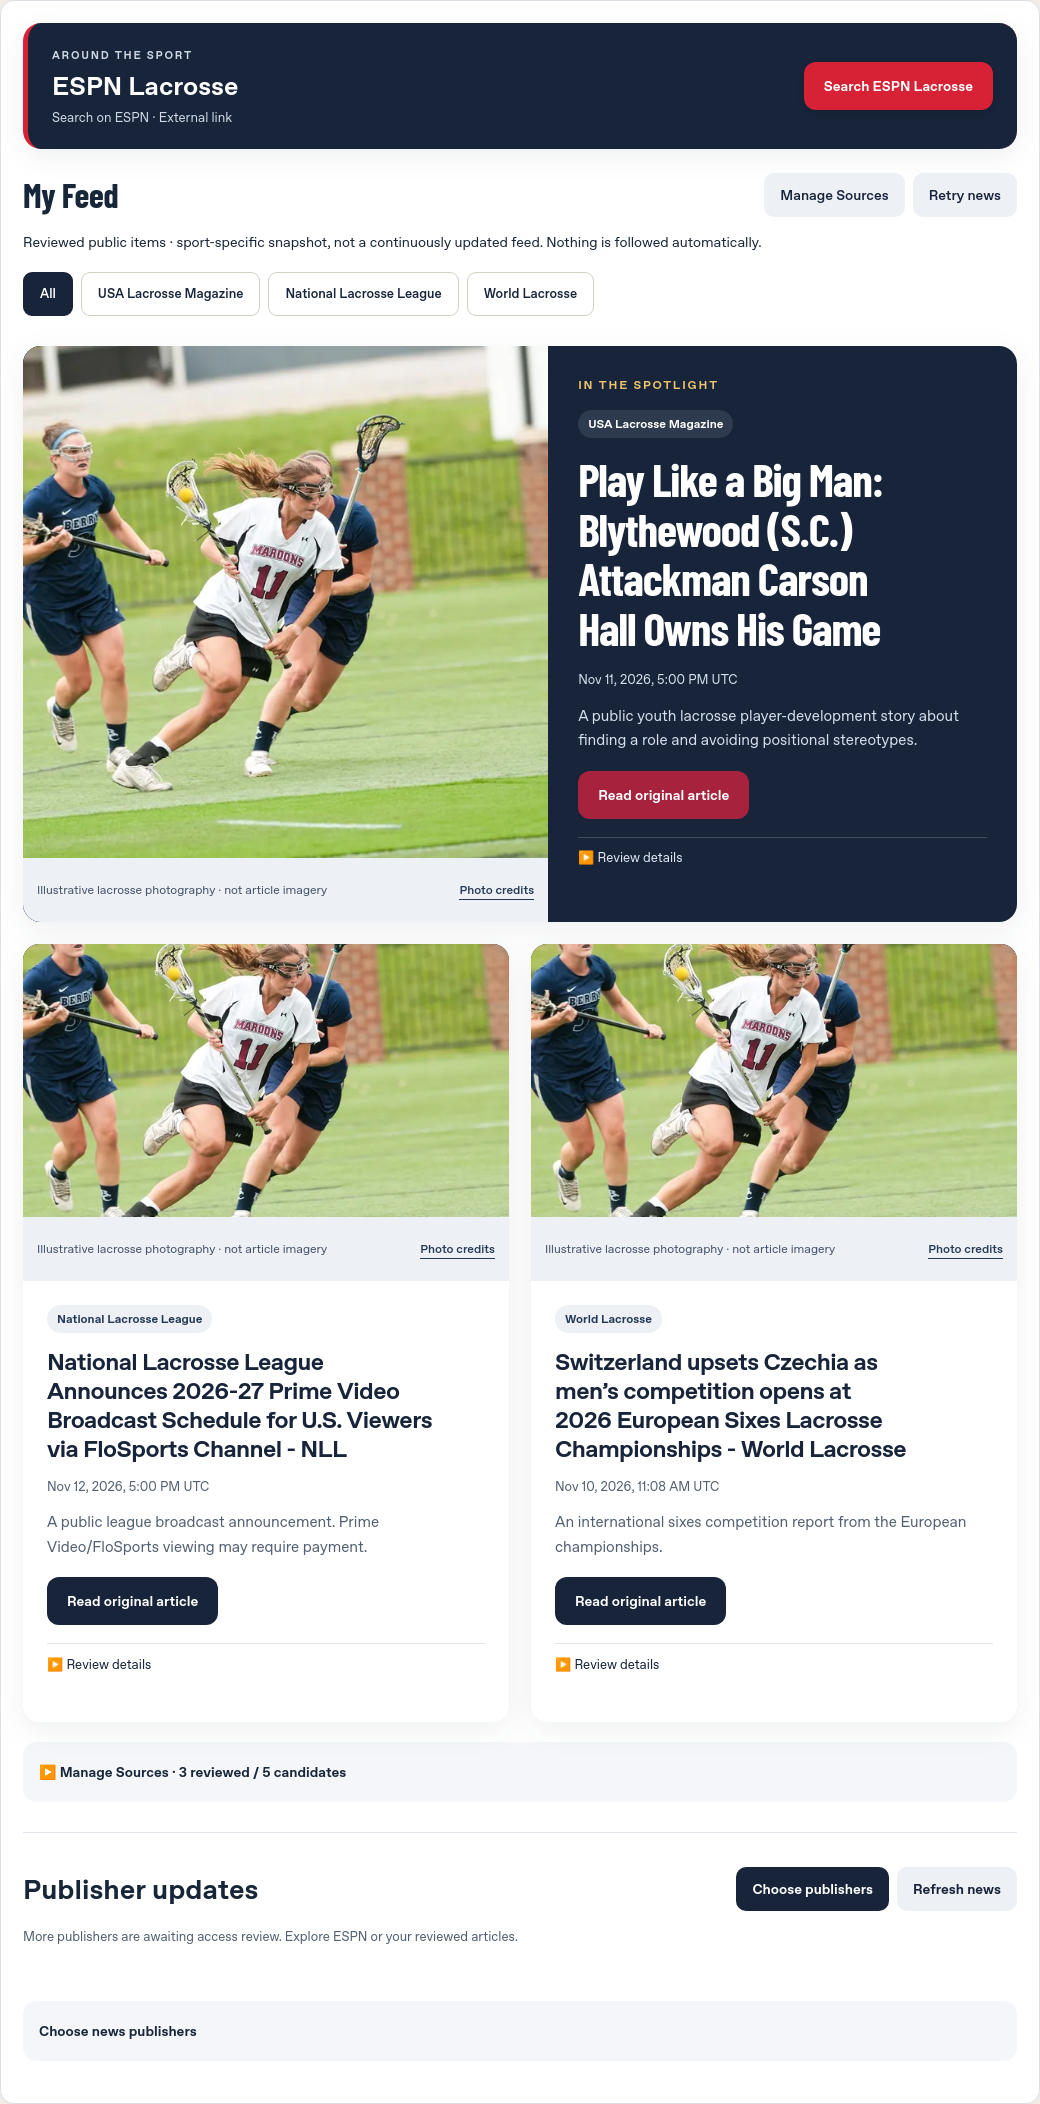 AROUND THE SPORT
ESPN Lacrosse
Search on ESPN · External link
Search ESPN Lacrosse
My Feed
Manage Sources
Retry news
Reviewed public items · sport-specific snapshot, not a continuously updated feed. Nothing is followed automatically.
All
USA Lacrosse Magazine
National Lacrosse League
World Lacrosse
BERRY
MAROONS
11
IN THE SPOTLIGHT
USA Lacrosse Magazine
Play Like a Big Man:
Blythewood (S.C.)
Attackman Carson
Hall Owns His Game
Nov 11, 2026, 5:00 PM UTC
A public youth lacrosse player-development story about
finding a role and avoiding positional stereotypes.
Read original article
▶ Review details
Illustrative lacrosse photography · not article imagery
Photo credits
BERRY
MAROONS
11
Illustrative lacrosse photography · not article imagery
Photo credits
National Lacrosse League
National Lacrosse League
Announces 2026-27 Prime Video
Broadcast Schedule for U.S. Viewers
via FloSports Channel - NLL
Nov 12, 2026, 5:00 PM UTC
A public league broadcast announcement. Prime
Video/FloSports viewing may require payment.
Read original article
▶ Review details
BERRY
MAROONS
11
Illustrative lacrosse photography · not article imagery
Photo credits
World Lacrosse
Switzerland upsets Czechia as
men’s competition opens at
2026 European Sixes Lacrosse
Championships - World Lacrosse
Nov 10, 2026, 11:08 AM UTC
An international sixes competition report from the European
championships.
Read original article
▶ Review details
▶ Manage Sources · 3 reviewed / 5 candidates
Publisher updates
Choose publishers
Refresh news
More publishers are awaiting access review. Explore ESPN or your reviewed articles.
Choose news publishers